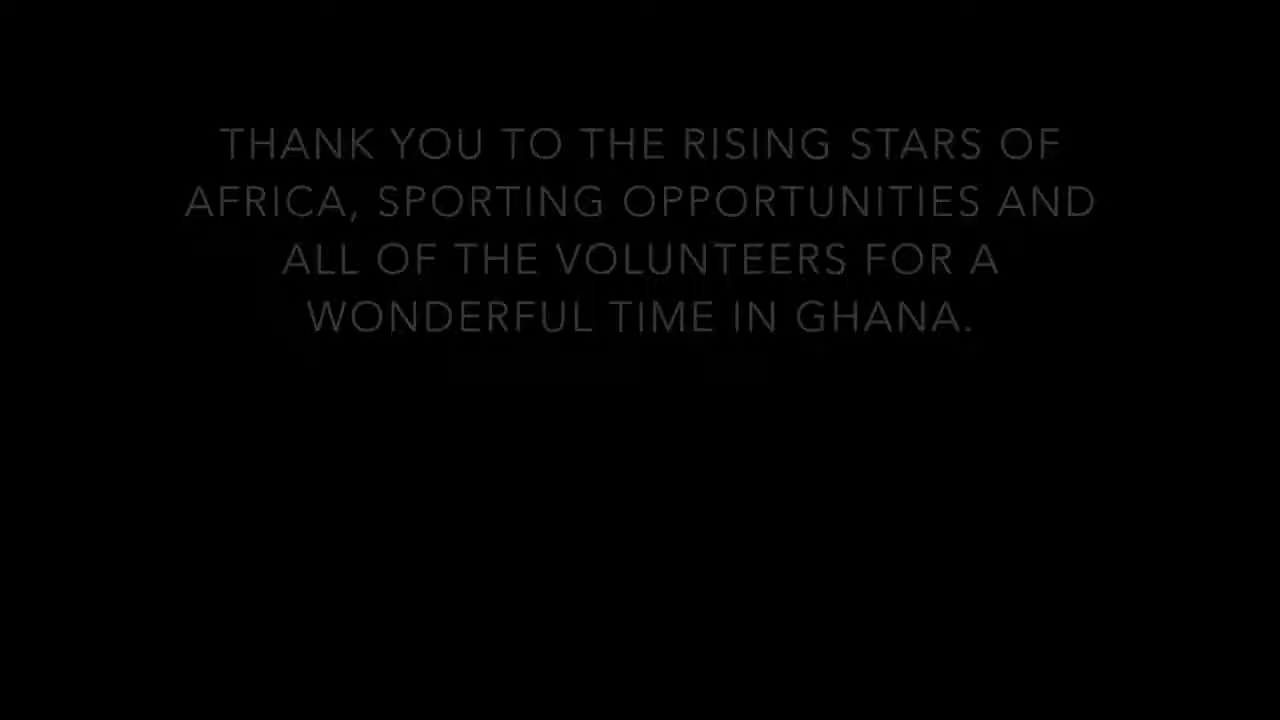 THANK YOU TO THE RISING STARS OF
AFRICA, SPORTING OPPORTUNITIES AND
ALL OF THE VOLUNTEERS FOR A
WONDERFUL TIME IN GHANA.